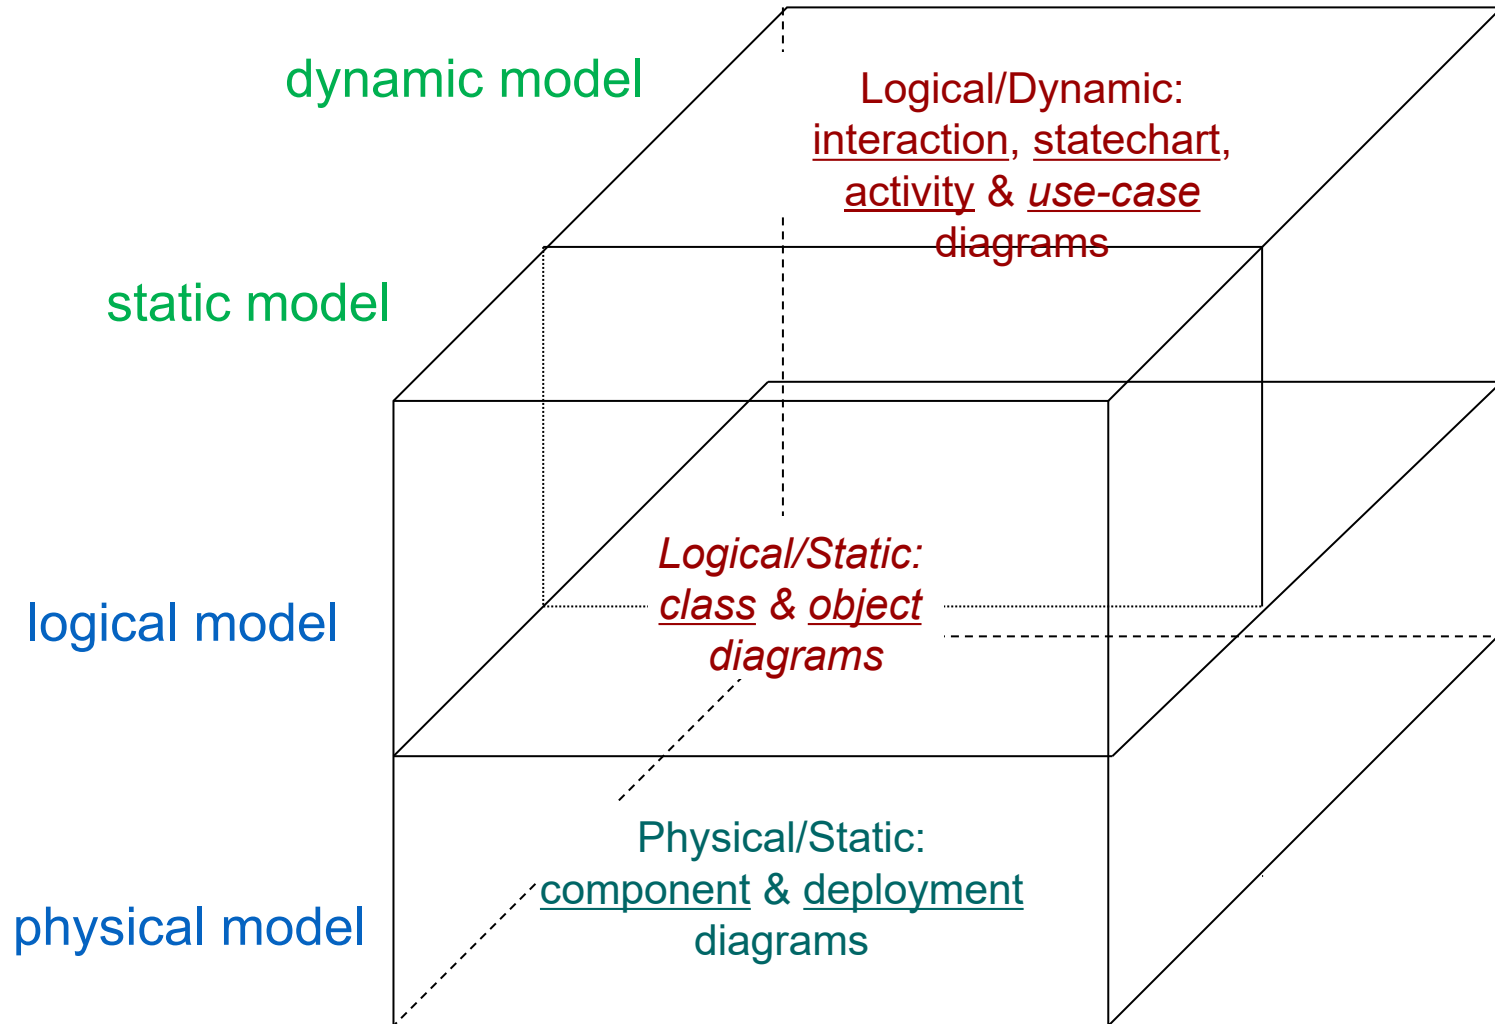 dynamic model
Logical/Dynamic:
interaction, statechart,
activity & use-case
diagrams
static model
Logical/Static:
class & object
diagrams
logical model
Physical/Static:
component & deployment
diagrams
physical model